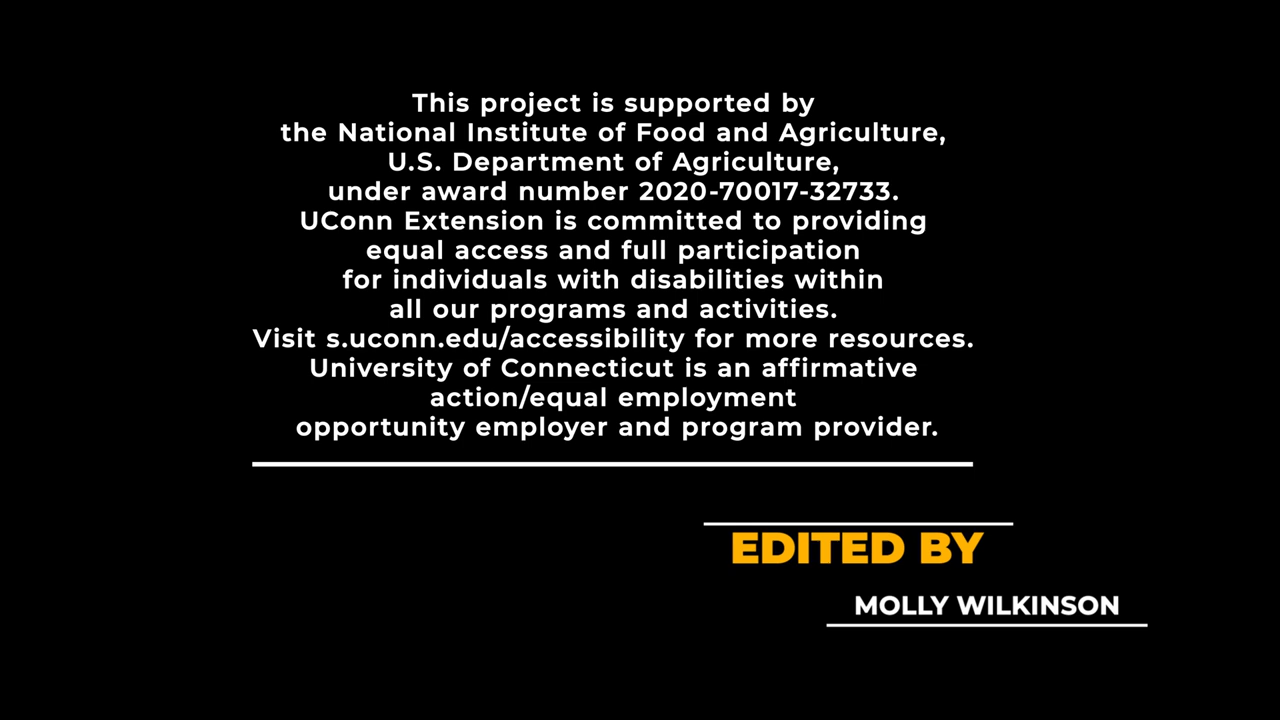 This project is supported by
the National Institute of Food and Agriculture,
U.S. Department of Agriculture,
under award number 2020-70017-32733.
UConn Extension is committed to providing
equal access and full participation
for individuals with disabilities within
all our programs and activities.
Visit s.uconn.edu/accessibility for more resources.
University of Connecticut is an affirmative
action/equal employment
opportunity employer and program provider.
EDITED BY
MOLLY WILKINSON